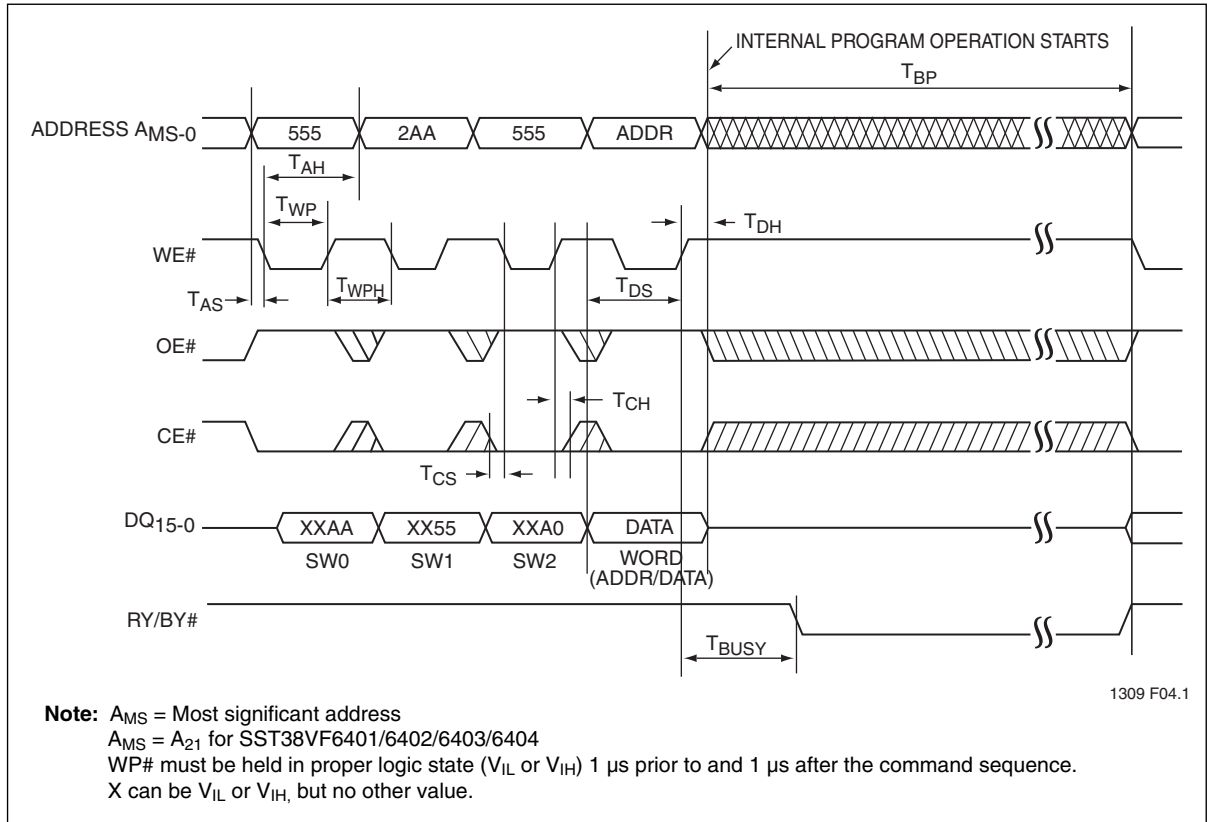 INTERNAL PROGRAM OPERATION STARTS
TBP
ADDRESS AMS-0
555
2AA
555
ADDR
TAH
TWP
TDH
WE#
TAS
TWPH
TDS
OE#
TCH
CE#
TCS
DQ15-0
XXAA
XX55
XXA0
DATA
SW0
SW1
SW2
WORD
(ADDR/DATA)
RY/BY#
TBUSY
1309 F04.1
Note: AMS = Most significant address
AMS = A21 for SST38VF6401/6402/6403/6404
WP# must be held in proper logic state (VIL or VIH) 1 µs prior to and 1 µs after the command sequence.
X can be VIL or VIH, but no other value.